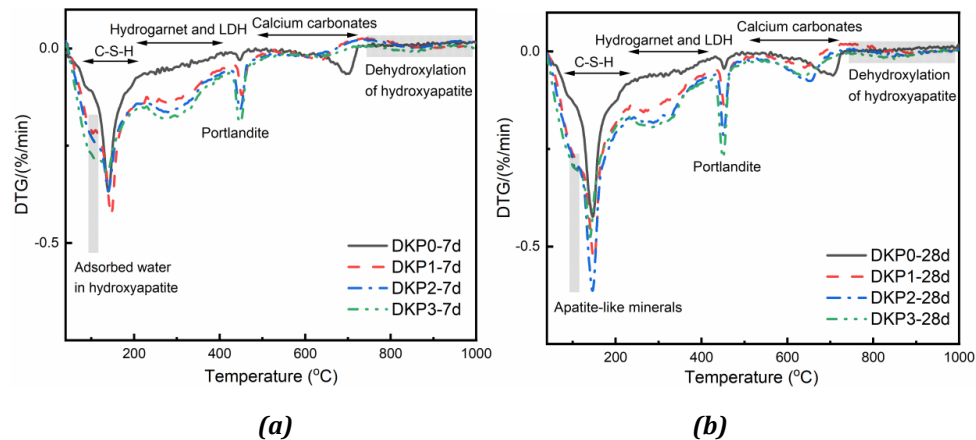 (a)
Hydrogarnet and LDH
Calcium carbonates
C-S-H
Dehydroxylation
of hydroxyapatite
Portlandite
Adsorbed water
in hydroxyapatite
DKP0-7d
DKP1-7d
DKP2-7d
DKP3-7d
0.0
-0.5
DTG/(%/min)
200
400
600
800
1000
Temperature (°C)
(a)
(b)
Calcium carbonates
Hydrogarnet and LDH
C-S-H
Dehydroxylation
of hydroxyapatite
Portlandite
Apatite-like minerals
DKP0-28d
DKP1-28d
DKP2-28d
DKP3-28d
0.0
-0.5
DTG/(%/min)
200
400
600
800
1000
Temperature (°C)
(b)